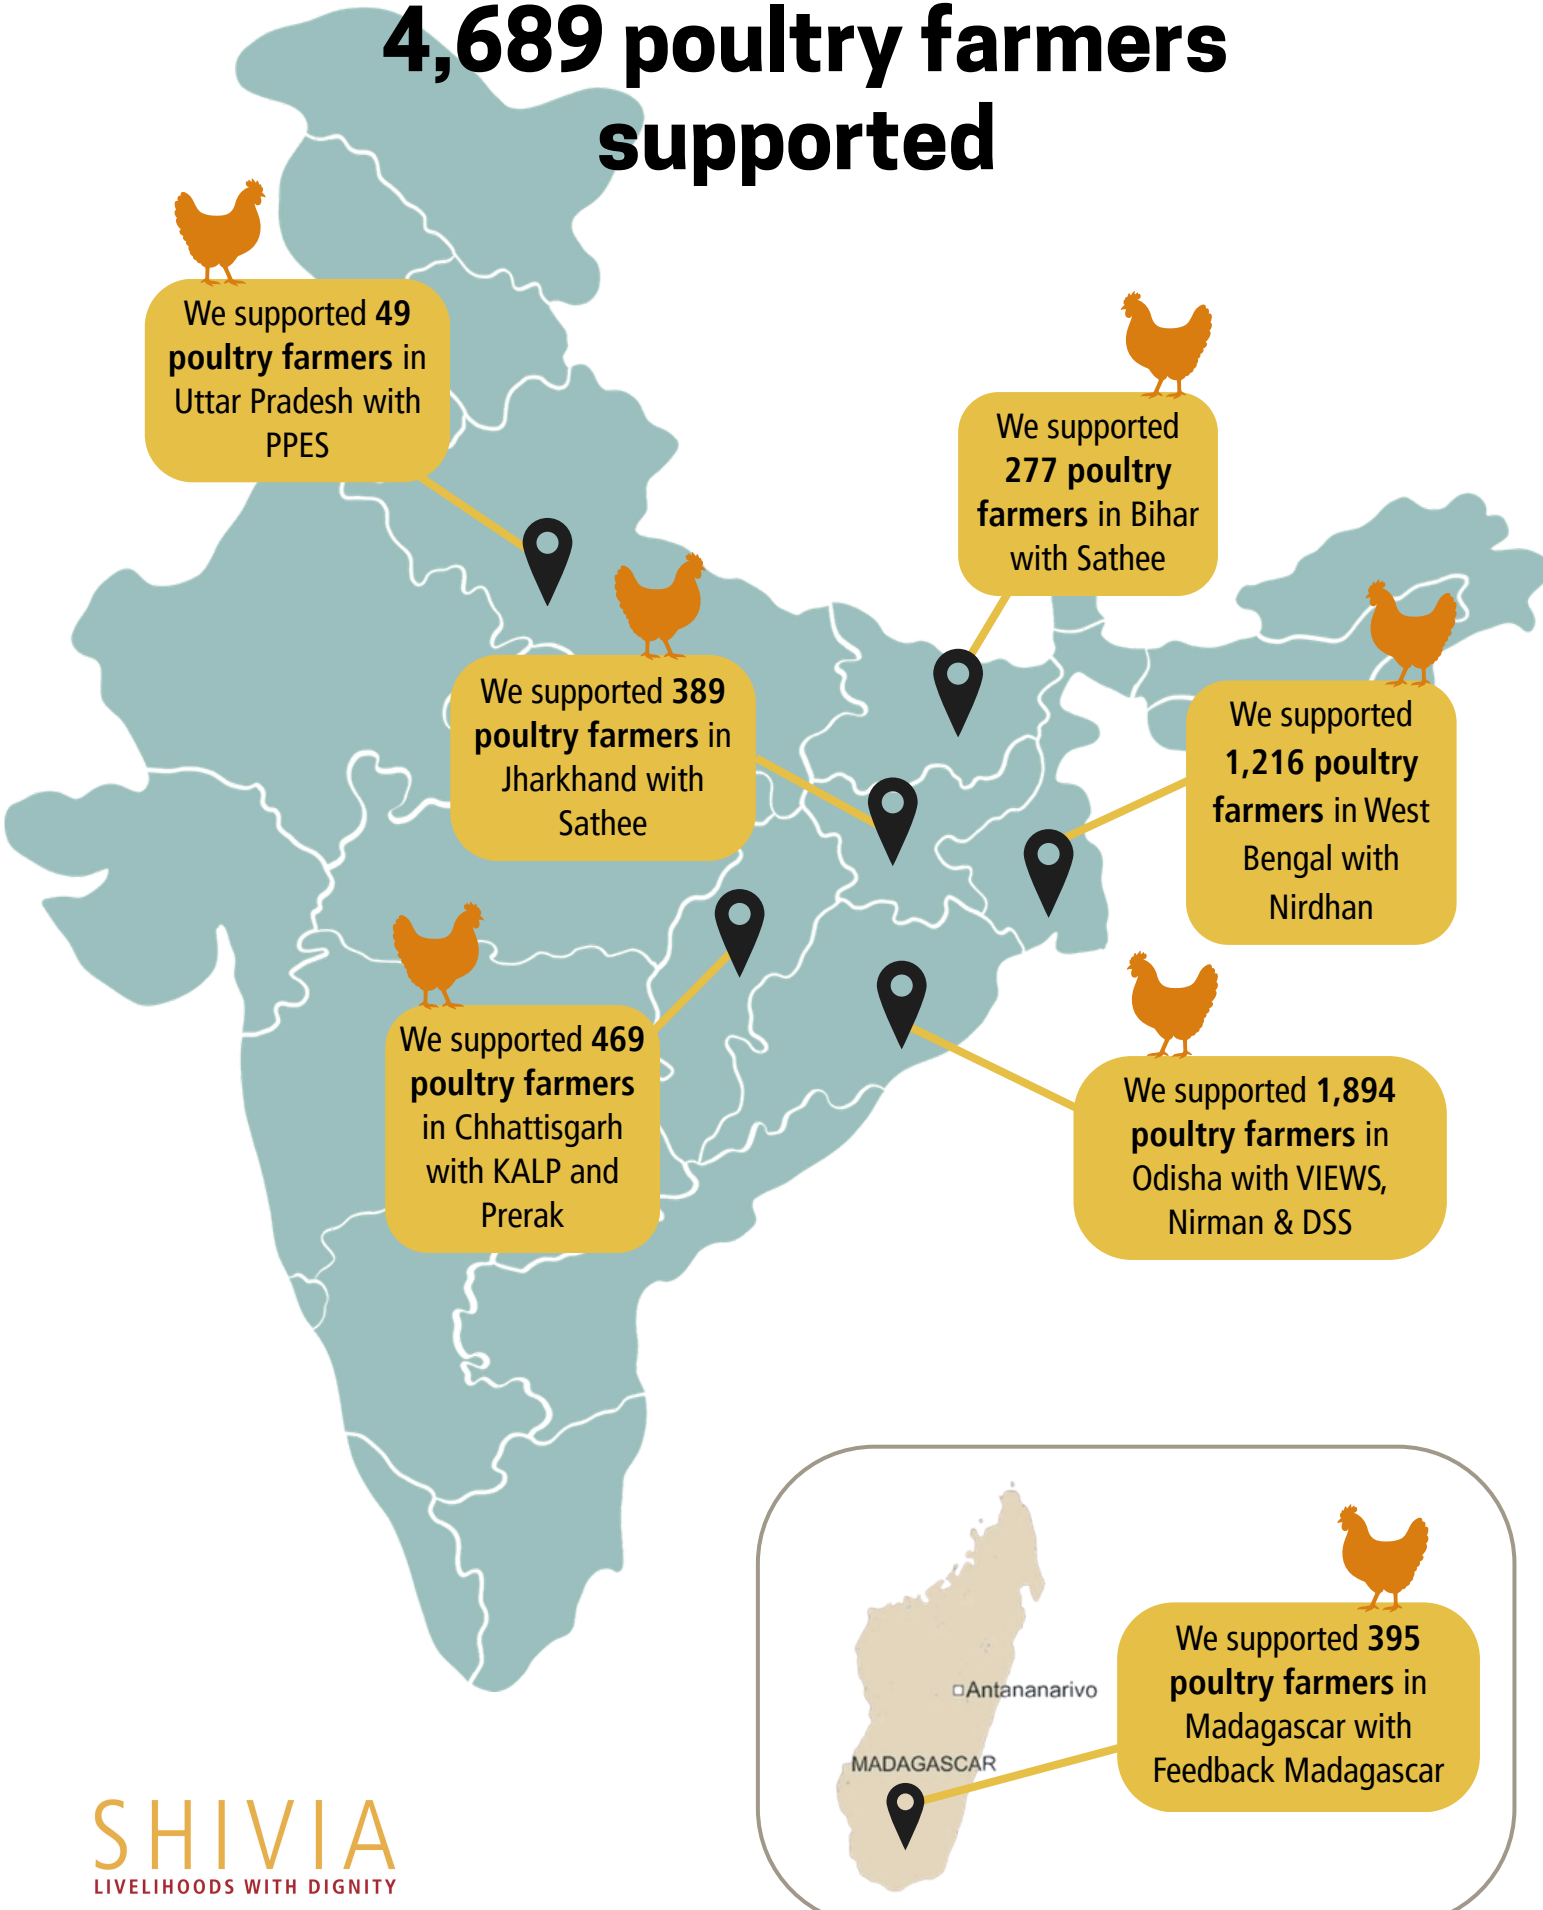 4,689 poultry farmers
supported
We supported 49
poultry farmers in
Uttar Pradesh with
PPES
We supported
277 poultry
farmers in Bihar
with Sathee
We supported 389
poultry farmers in
Jharkhand with
Sathee
We supported
1,216 poultry
farmers in West
Bengal with
Nirdhan
We supported 469
poultry farmers
in Chhattisgarh
with KALP and
Prerak
We supported 1,894
poultry farmers in
Odisha with VIEWS,
Nirman & DSS
We supported 395
poultry farmers in
Madagascar with
Feedback Madagascar
Antananarivo
MADAGASCAR
SHIVIA
LIVELIHOODS WITH DIGNITY